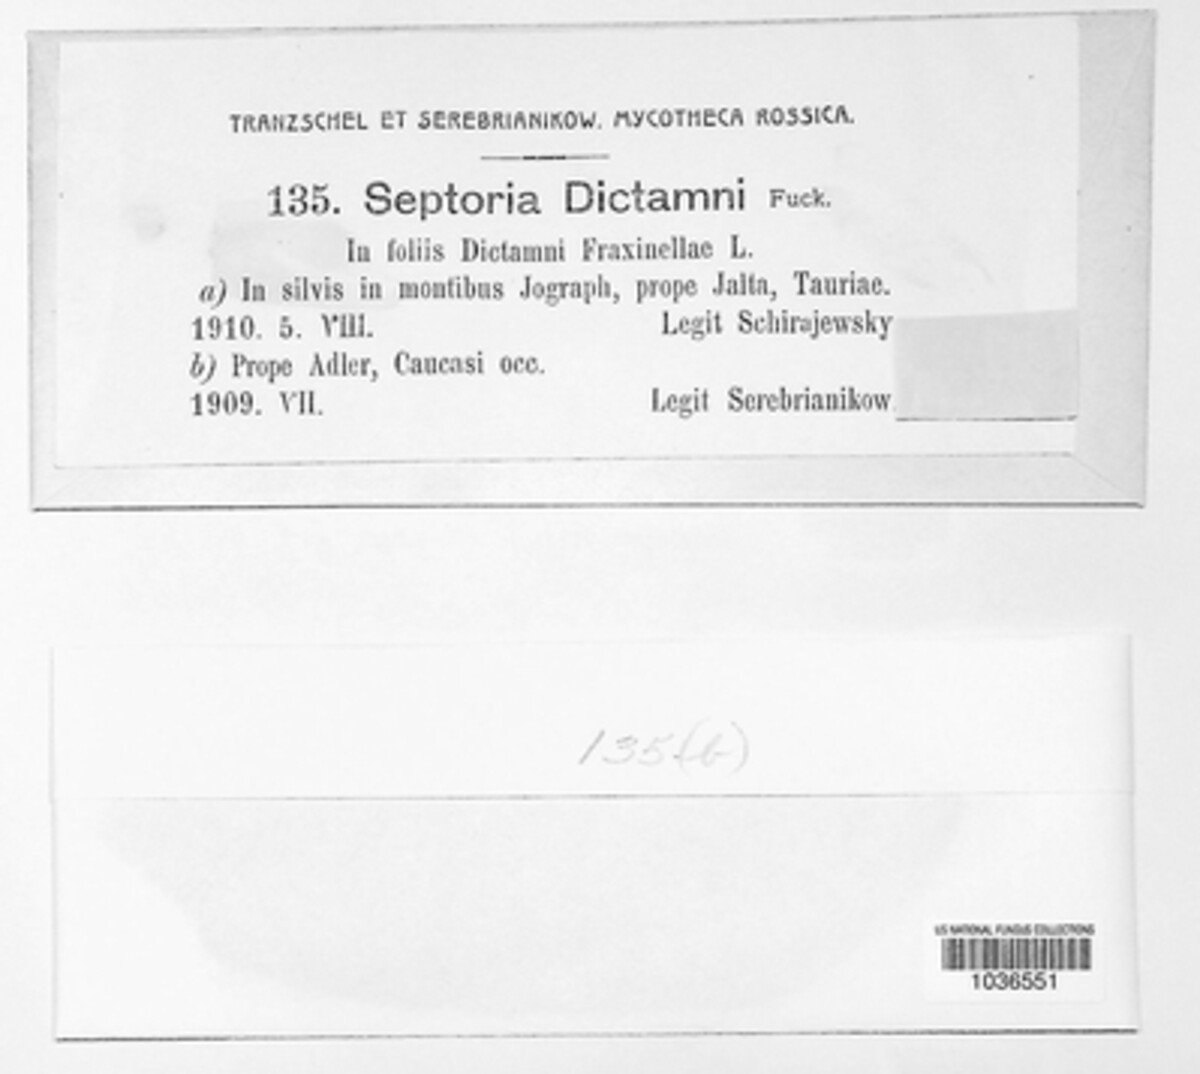 TRANZSCHEL ET SEREBRIANIKOW. MYCOTHECA ROSSICA.
135. Septoria Dictamni Fuck.
In foliis Dictamni Fraxinellae L.
a) In silvis in montibus Jograph, prope Jalta, Tauriae.
1910. 5. VIII. Legit Schirajewsky
b) Prope Adler, Caucasi occ.
1909. VII. Legit Serebrianikow
135(b)
US NATIONAL FUNGUS COLLECTIONS
1036551